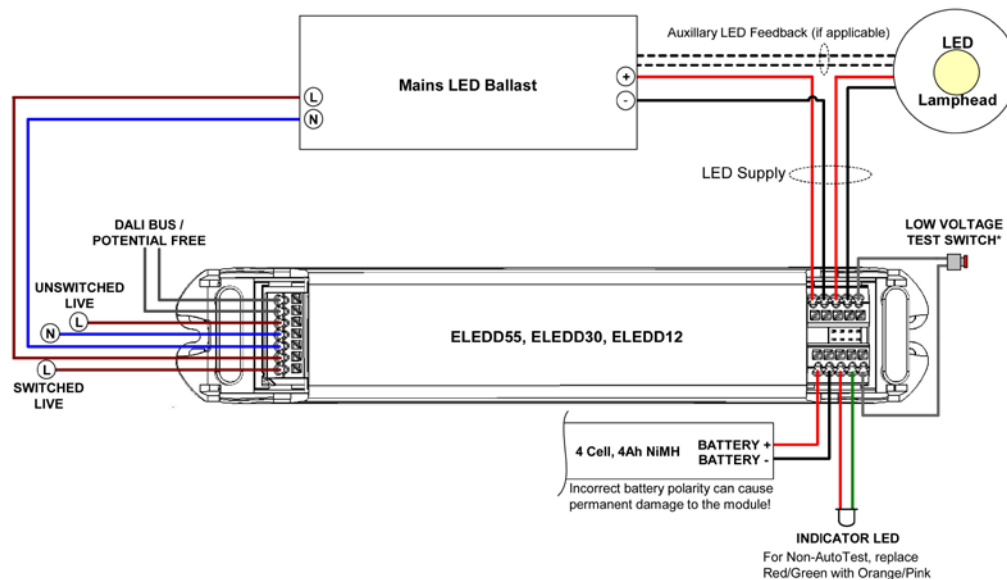 Auxillary LED Feedback (if applicable)
LED
Lamphead
Mains LED Ballast
+
-
L
N
LED Supply
DALI BUS /
POTENTIAL FREE
LOW VOLTAGE
TEST SWITCH*
UNSWITCHED
LIVE
L
N
ELEDD55, ELEDD30, ELEDD12
L
SWITCHED
LIVE
4 Cell, 4Ah NiMH
BATTERY +
BATTERY -
Incorrect battery polarity can cause
permanent damage to the module!
INDICATOR LED
For Non-AutoTest, replace
Red/Green with Orange/Pink